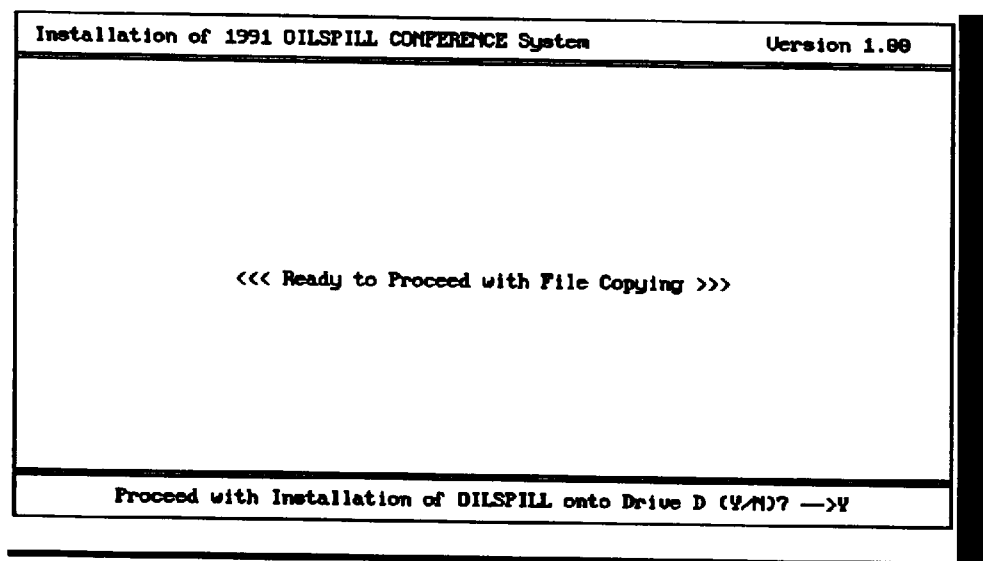 Installation of 1991 OILSPILL CONFERENCE System Version 1.00
<<< Ready to Proceed with File Copying >>>
Proceed with Installation of OILSPILL onto Drive D (Y/N)? —>Y